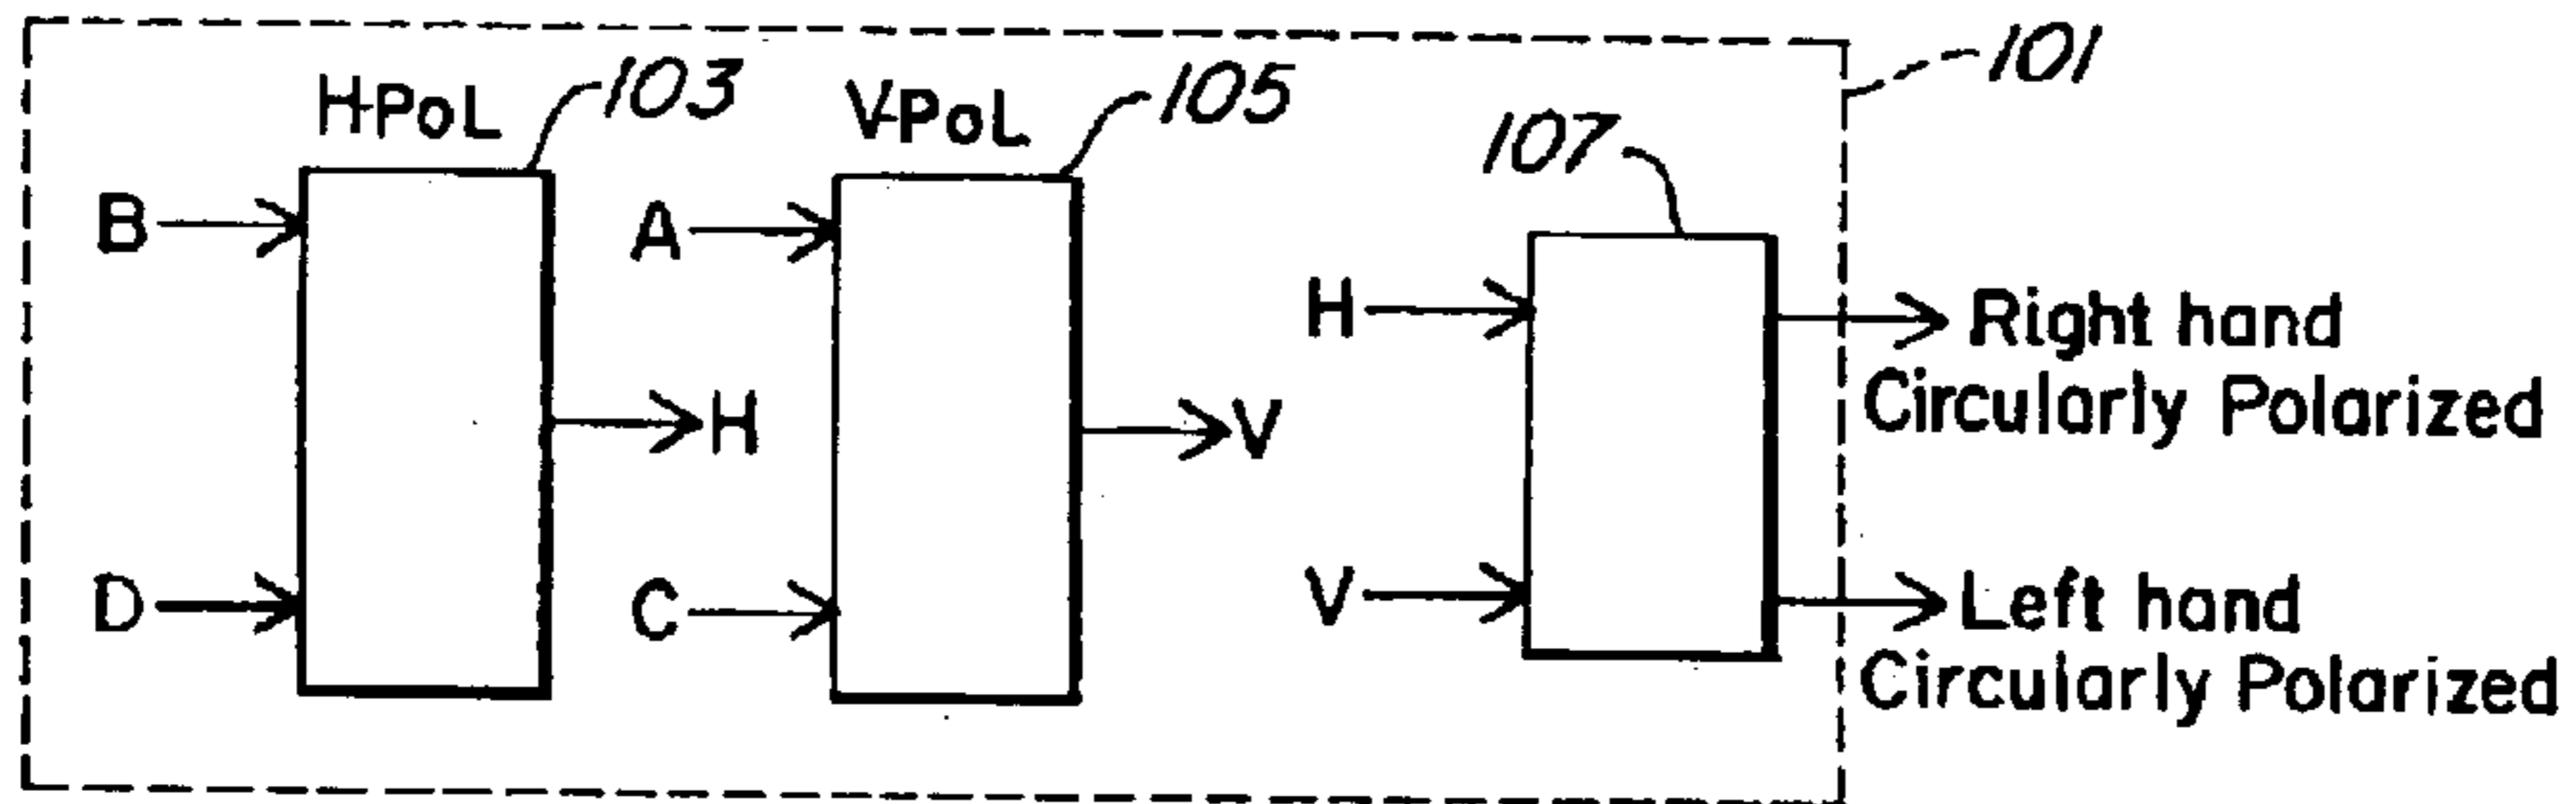 H-PoL
103
V-PoL
105
107
101
B
D
H
A
C
V
H
V
Right hand
Circularly Polarized
Left hand
Circularly Polarized